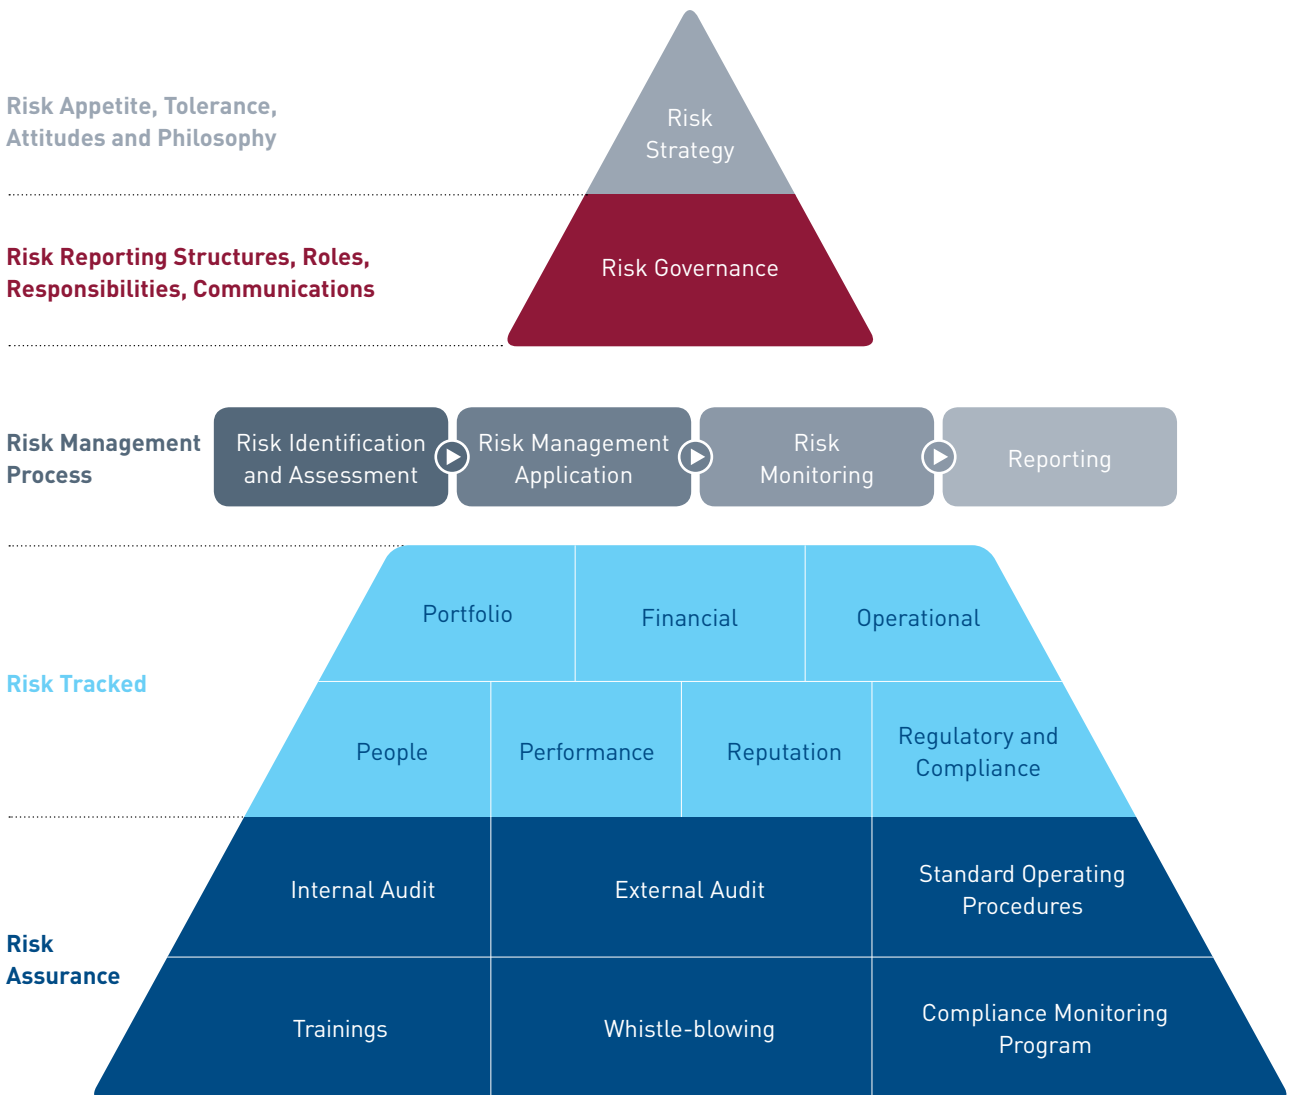 Risk Appetite, Tolerance,
Attitudes and Philosophy
Risk
Strategy
Risk Reporting Structures, Roles,
Responsibilities, Communications
Risk Governance
Risk Management
Process
Risk Identification
and Assessment
Risk Management
Application
Risk
Monitoring
Reporting
Risk Tracked
Portfolio
Financial
Operational
People
Performance
Reputation
Regulatory and
Compliance
Risk
Assurance
Internal Audit
External Audit
Standard Operating
Procedures
Trainings
Whistle-blowing
Compliance Monitoring
Program